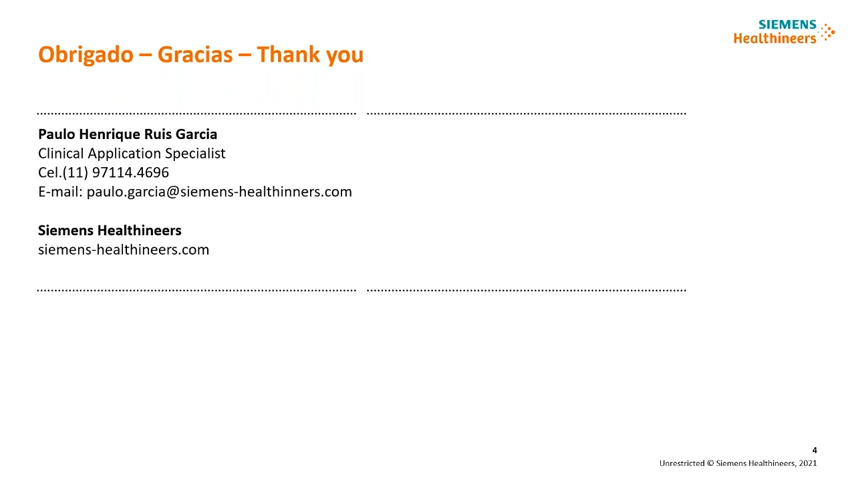 SIEMENS
Healthineers
Obrigado – Gracias – Thank you
Paulo Henrique Ruis Garcia
Clinical Application Specialist
Cel.(11) 97114.4696
E-mail: paulo.garcia@siemens-healthinners.com
Siemens Healthineers
siemens-healthineers.com
4
Unrestricted © Siemens Healthineers, 2021